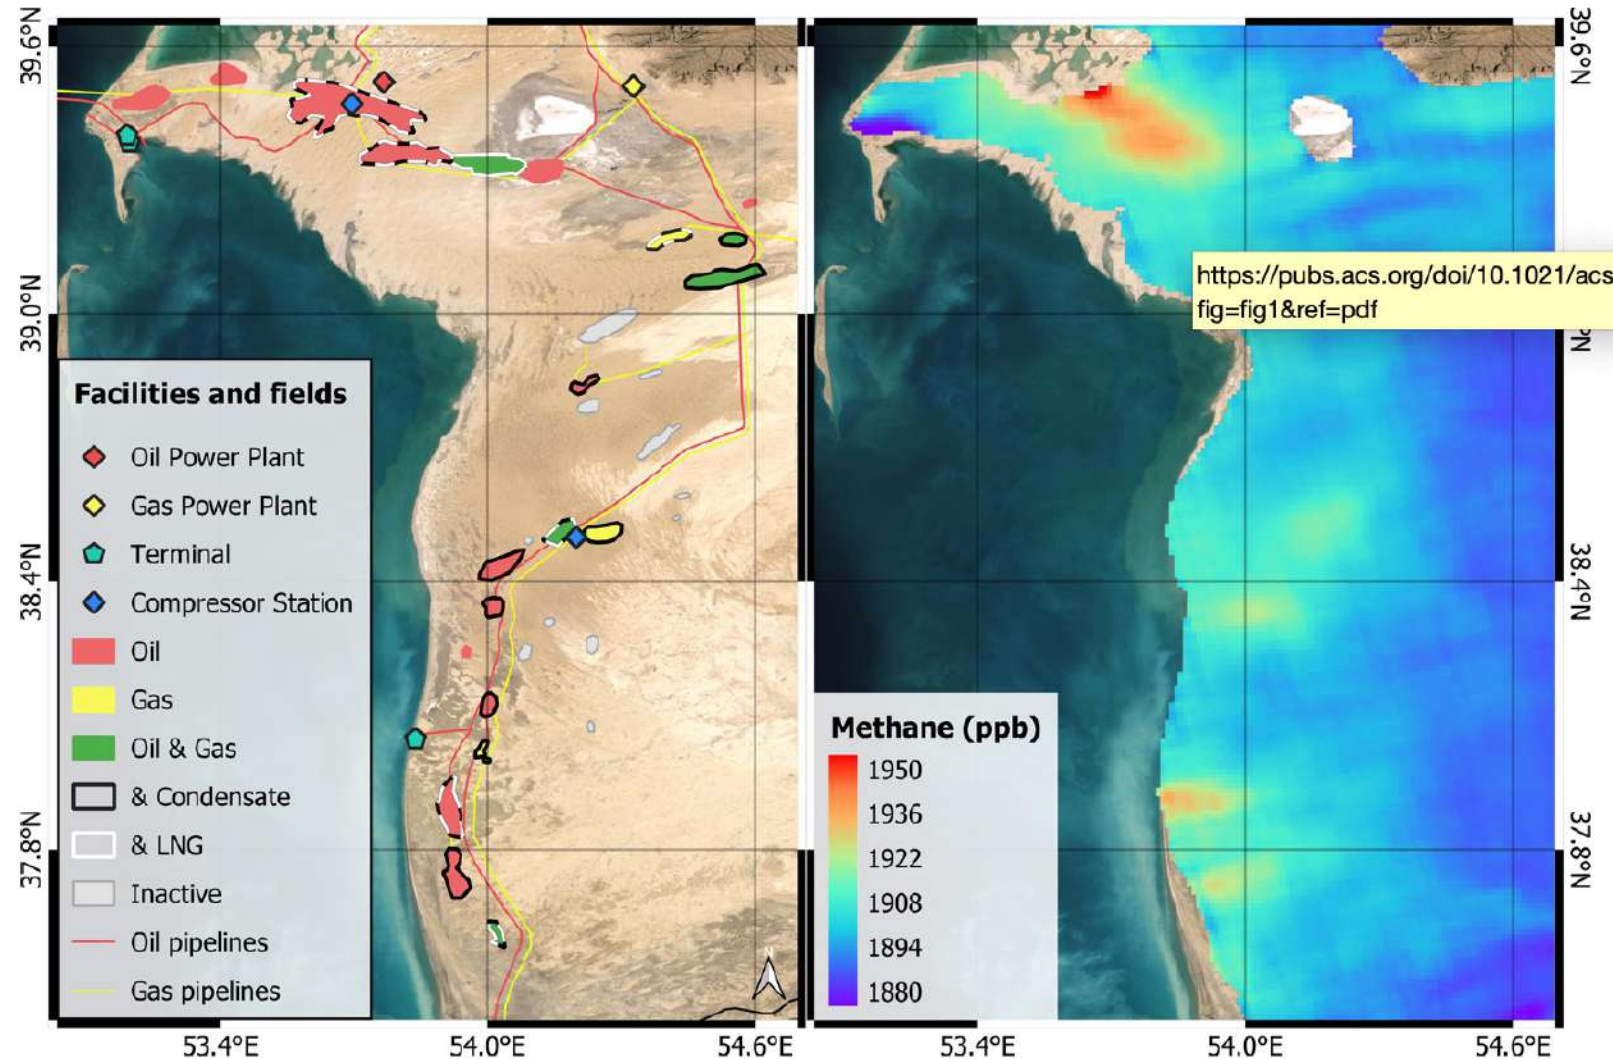 39.6°N
39.0°N
38.4°N
37.8°N
Facilities and fields
Oil Power Plant
Gas Power Plant
Terminal
Compressor Station
Oil
Gas
Oil & Gas
& Condensate
& LNG
Inactive
Oil pipelines
Gas pipelines
N
53.4°E
54.0°E
54.6°E
https://pubs.acs.org/doi/10.1021/acs
fig=fig1&ref=pdf
Methane (ppb)
1950
1936
1922
1908
1894
1880
39.6°N
°N
38.4°N
37.8°N
53.4°E
54.0°E
54.6°E